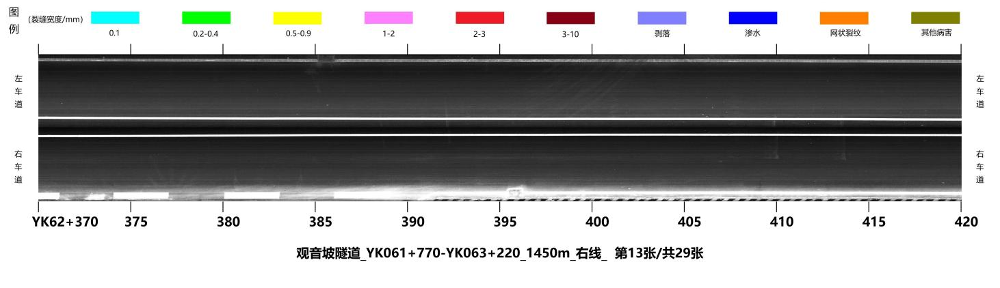 图例
(裂缝宽度/mm)
0.1 0.2-0.4 0.5-0.9 1-2 2-3 3-10 剥落 渗水 网状裂纹 其他病害
左车道
左车道
右车道
右车道
YK62+370 375 380 385 390 395 400 405 410 415 420
观音坡隧道_YK061+770-YK063+220_1450m_右线_ 第13张/共29张